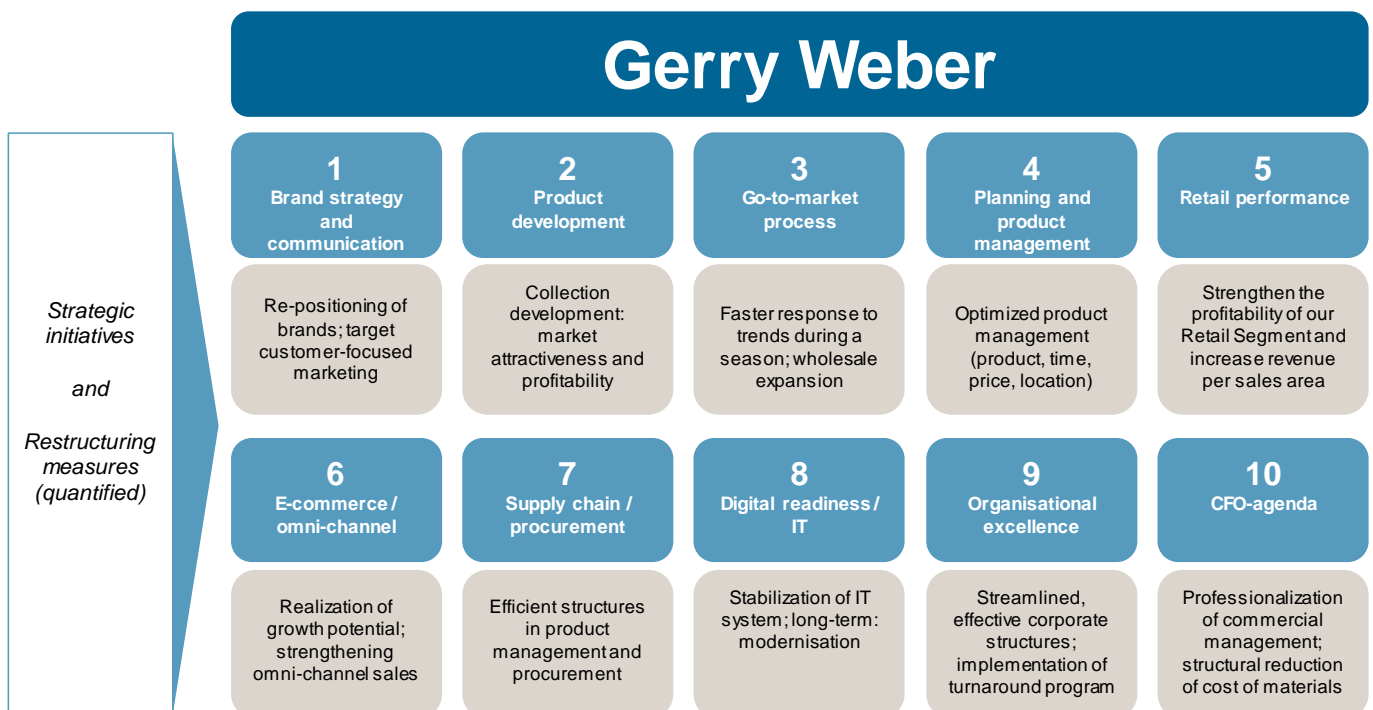 Gerry Weber
Strategic
initiatives
and
Restructuring
measures
(quantified)
1
Brand strategy
and
communication
Re-positioning of
brands; target
customer-focused
marketing
2
Product
development
Collection
development:
market
attractiveness and
profitability
3
Go-to-market
process
Faster response to
trends during a
season; wholesale
expansion
4
Planning and
product
management
Optimized product
management
(product, time,
price, location)
5
Retail performance
Strengthen the
profitability of our
Retail Segment and
increase revenue
per sales area
6
E-commerce /
omni-channel
Realization of
growth potential;
strengthening
omni-channel sales
7
Supply chain /
procurement
Efficient structures
in product
management and
procurement
8
Digital readiness /
IT
Stabilization of IT
system; long-term:
modernisation
9
Organisational
excellence
Streamlined,
effective corporate
structures;
implementation of
turnaround program
10
CFO-agenda
Professionalization
of commercial
management;
structural reduction
of cost of materials